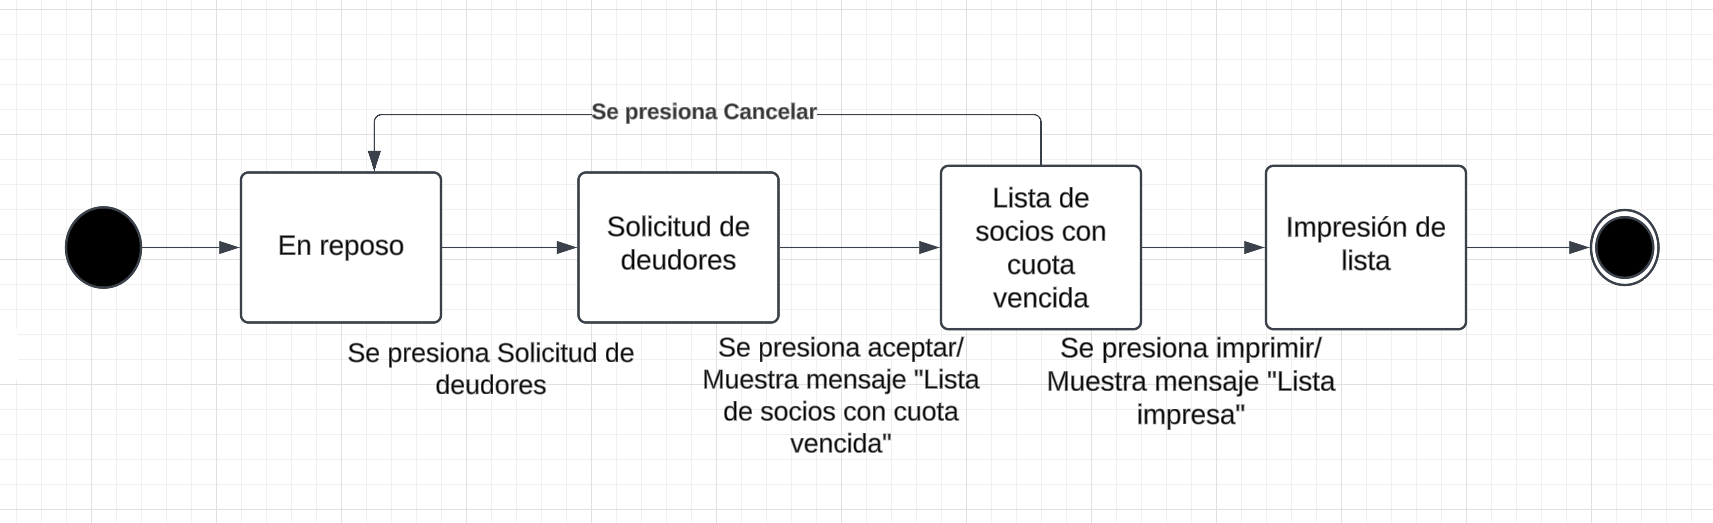 Se presiona Cancelar
En reposo
Solicitud de
deudores
Lista de
socios con
cuota
vencida
Impresión de
lista
Se presiona Solicitud de
deudores
Se presiona aceptar/
Muestra mensaje "Lista
de socios con cuota
vencida"
Se presiona imprimir/
Muestra mensaje "Lista
impresa"